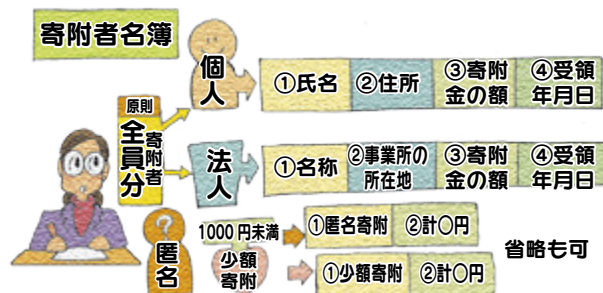 寄附者名簿
個人
①氏名
②住所
③寄附
金の額
④受領
年月日
原則
寄附者
全員分
法人
①名称
②事業所の
所在地
③寄附
金の額
④受領
年月日
?
匿名
1000円未満
少額
寄附
①匿名寄附
②計〇円
①少額寄附
②計〇円
省略も可